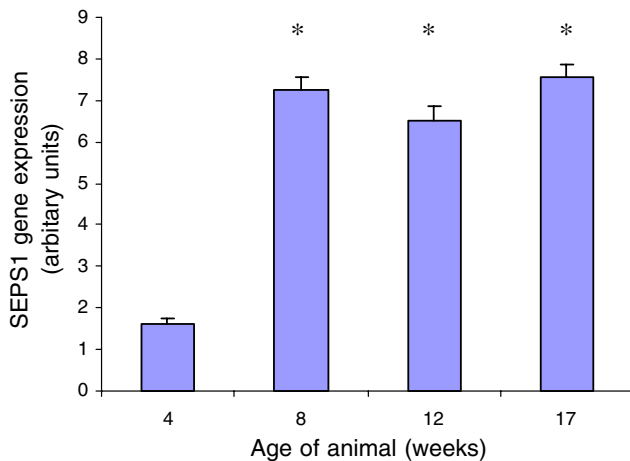 9
8
7
6
5
4
3
2
1
0
SEPS1 gene expression
(arbitary units)
* * *
4 8 12 17
Age of animal (weeks)